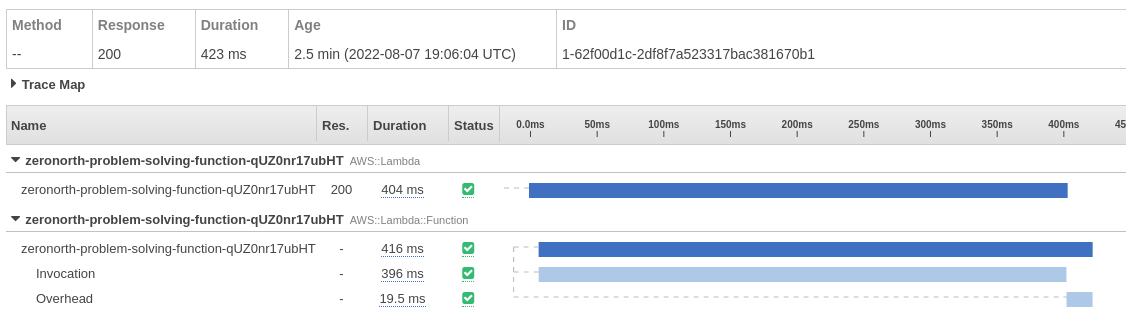 Method Response Duration Age ID
-- 200 423 ms 2.5 min (2022-08-07 19:06:04 UTC) 1-62f00d1c-2df8f7a523317bac381670b1
Trace Map
Name Res. Duration Status 0.0ms 50ms 100ms 150ms 200ms 250ms 300ms 350ms 400ms 45
zeronorth-problem-solving-function-qUZ0nr17ubHT AWS::Lambda
zeronorth-problem-solving-function-qUZ0nr17ubHT 200 404 ms
zeronorth-problem-solving-function-qUZ0nr17ubHT AWS::Lambda::Function
zeronorth-problem-solving-function-qUZ0nr17ubHT - 416 ms
Invocation - 396 ms
Overhead - 19.5 ms